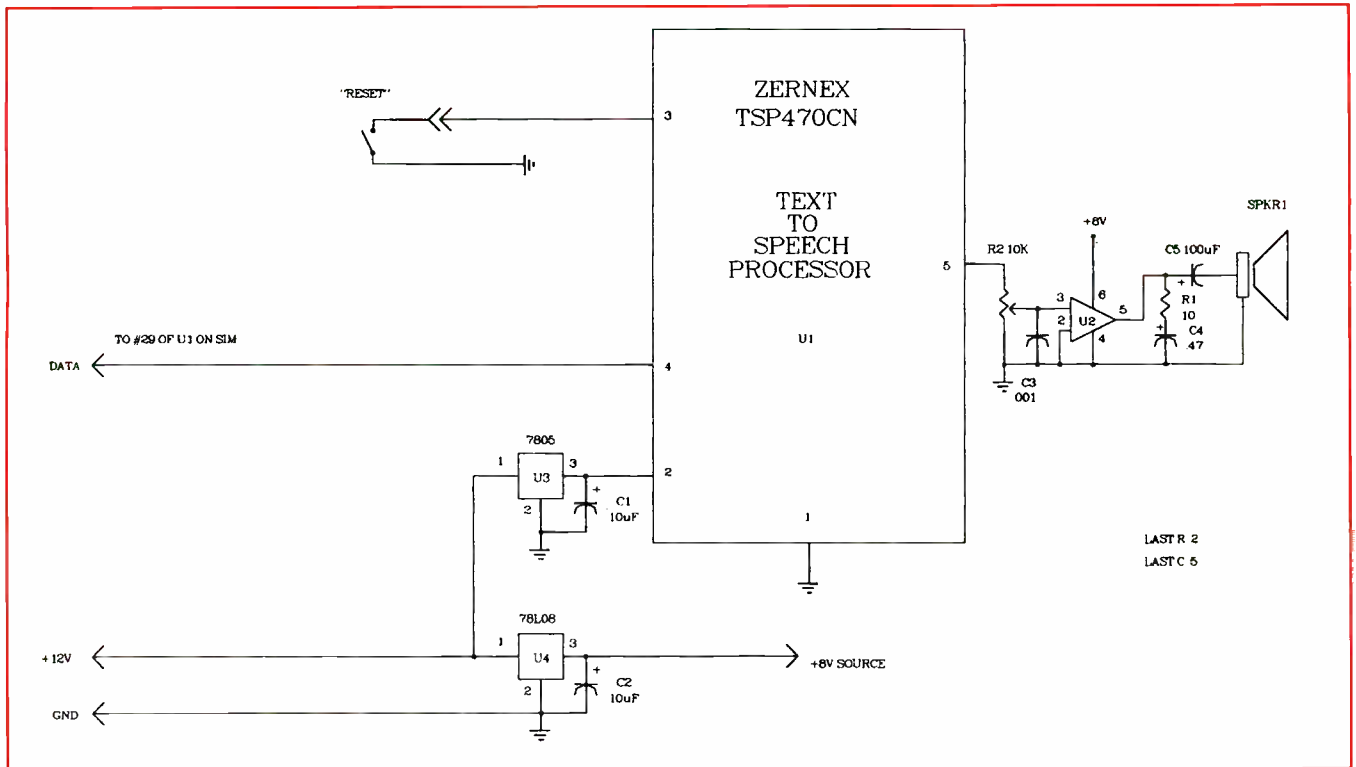 "RESET"
3
ZERNEX
TSP470CN
TEXT
TO
SPEECH
PROCESSOR
U1
5
R2 10K
+8V
3
2
6
U2
4
5
C3
001
C5 100uF
+
R1
10
+
C4
.47
SPKR1
TO #29 OF U1 ON SIM
DATA
4
7805
1
U3
3
2
+
C1
10uF
2
1
LAST R 2
LAST C 5
78L08
+12V
1
U4
3
2
+
C2
10uF
+8V SOURCE
GND